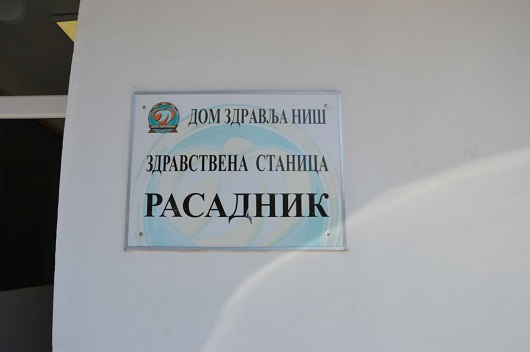 ДОМ ЗДРАВЉА НИШ
ЗДРАВСТВЕНА СТАНИЦА
РАСАДНИК